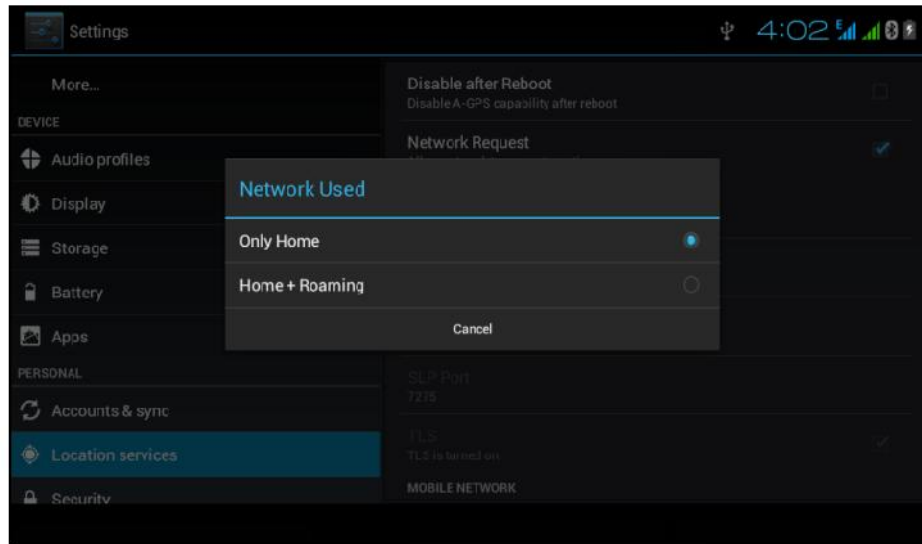 Settings
4:02
E
More...
DEVICE
Audio profiles
Display
Storage
Battery
Apps
PERSONAL
Accounts & sync
Location services
Security
Disable after Reboot
Disable A-GPS capability after reboot
Network Request
Network Used
Only Home
Home + Roaming
Cancel
SLP Port
7275
TLS
TLS is turned on
MOBILE NETWORK